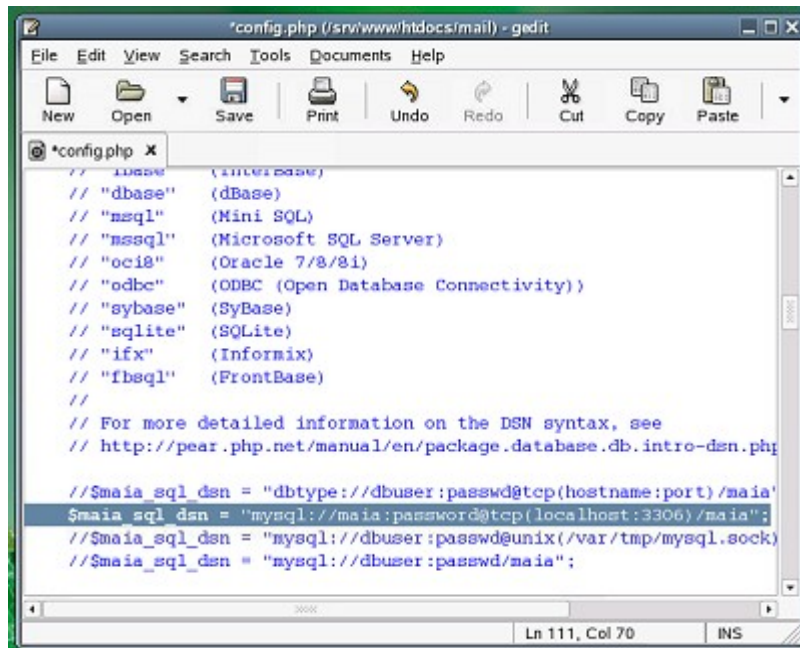 *config.php (/srv/www/htdocs/mail) - gedit
File Edit View Search Tools Documents Help
New Open Save Print Undo Redo Cut Copy Paste
*config.php
// "ibase" (InterBase)
// "dbase" (dBase)
// "msql" (Mini SQL)
// "mssql" (Microsoft SQL Server)
// "oci8" (Oracle 7/8/8i)
// "odbc" (ODBC (Open Database Connectivity))
// "sybase" (SyBase)
// "sqlite" (SQLite)
// "ifx" (Informix)
// "fbsql" (FrontBase)
//
// For more detailed information on the DSN syntax, see
// http://pear.php.net/manual/en/package.database.db.intro-dsn.php
//$maia_sql_dsn = "dbtype://dbuser:passwd@tcp(hostname:port)/maia"
$maia_sql_dsn = "mysql://maia:password@tcp(localhost:3306)/maia";
//$maia_sql_dsn = "mysql://dbuser:passwd@unix(/var/tmp/mysql.sock)
//$maia_sql_dsn = "mysql://dbuser:passwd/maia";
Ln 111, Col 70 INS